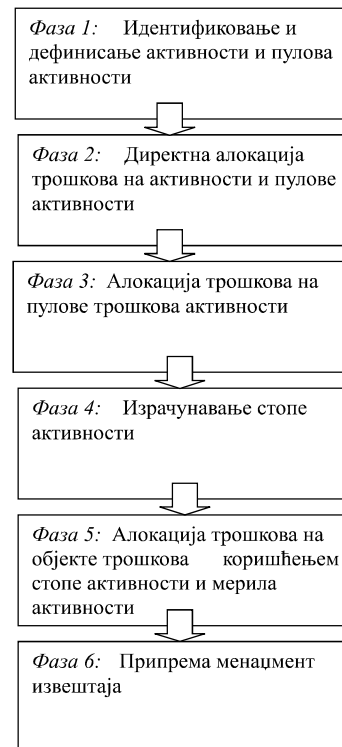 Фаза 1: Идентификовање и
дефинисање активности и пулова
активности
Фаза 2: Директна алокација
трошкова на активности и пулове
активности
Фаза 3: Алокација трошкова на
пулове трошкова активности
Фаза 4: Израчунавање стопе
активности
Фаза 5: Алокација трошкова на
објекте трошкова коришћењем
стопе активности и мерила
активности
Фаза 6: Припрема менаџмент
извештаја